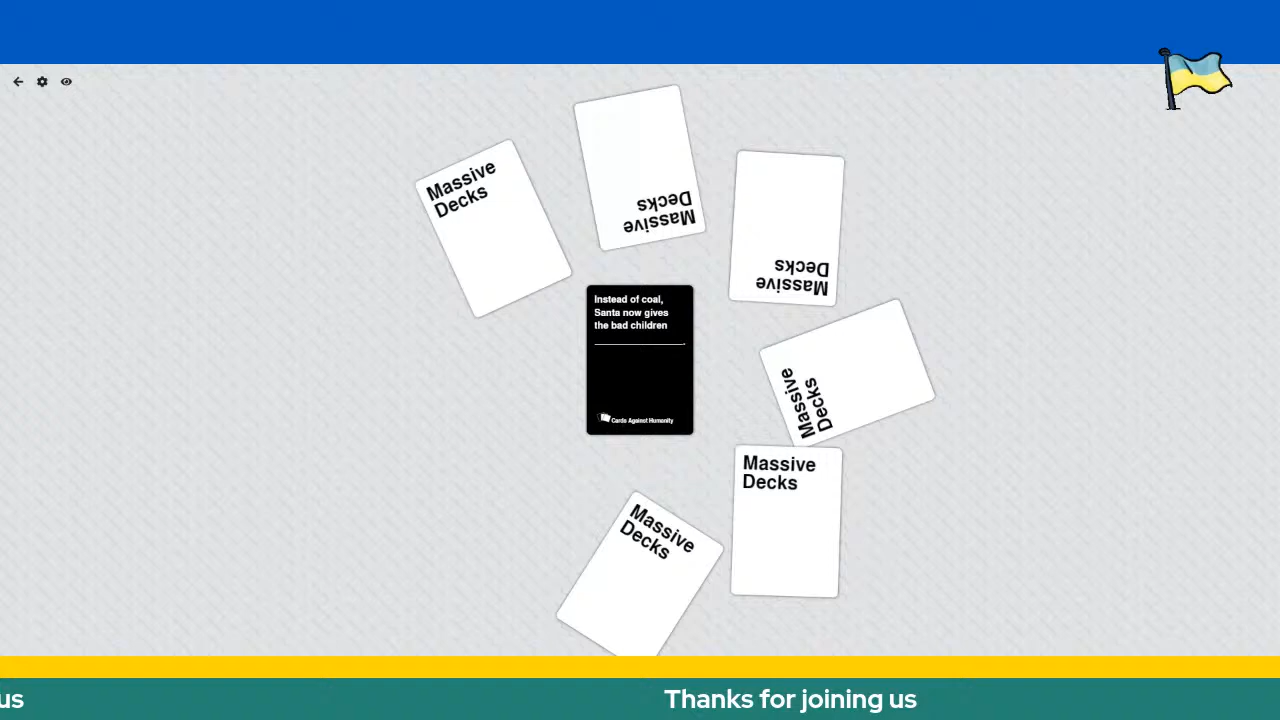 Massive
Decks
Massive
Decks
Massive
Decks
Instead of coal,
Santa now gives
the bad children
Cards Against Humanity
Massive
Decks
Massive
Decks
Massive
Decks
us
Thanks for joining us